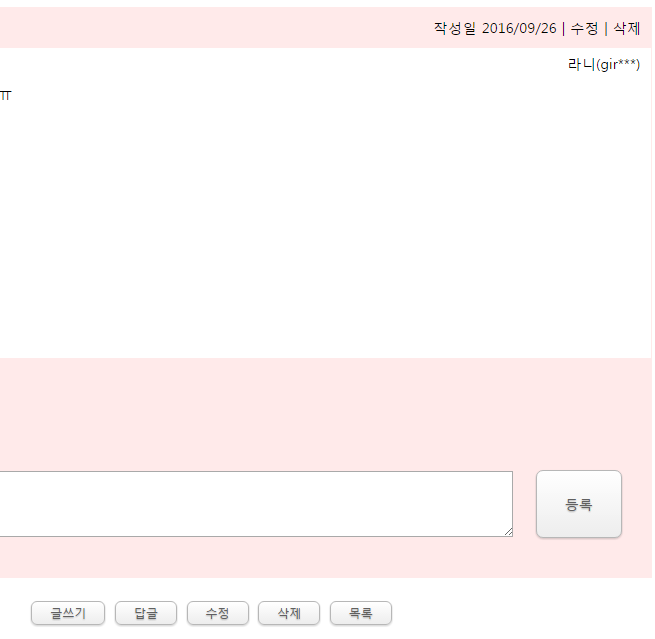 작성일 2016/09/26 | 수정 | 삭제
라니(gir***)
ㅠ
등록
글쓰기 답글 수정 삭제 목록